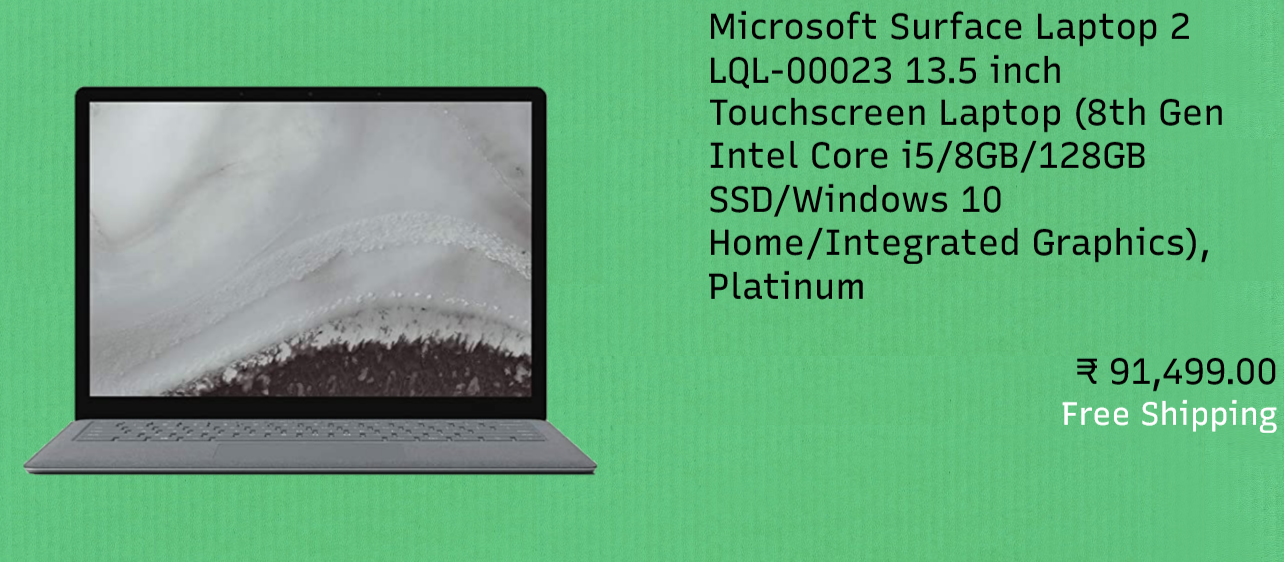 Microsoft Surface Laptop 2
LQL-00023 13.5 inch
Touchscreen Laptop (8th Gen
Intel Core i5/8GB/128GB
SSD/Windows 10
Home/Integrated Graphics),
Platinum
₹ 91,499.00
Free Shipping